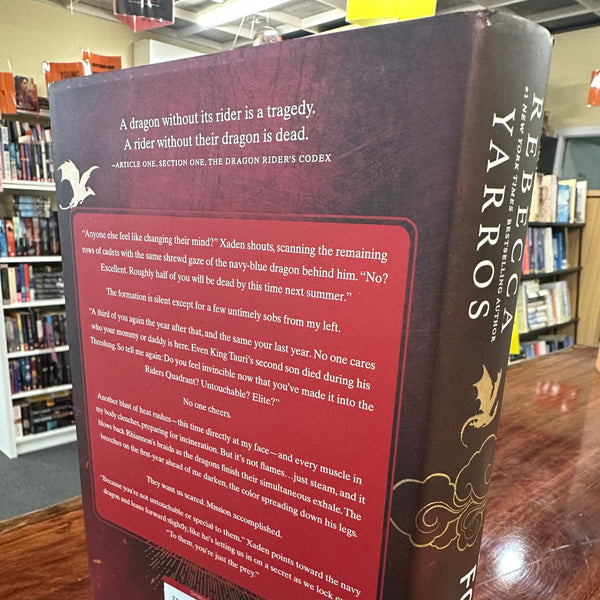 A dragon without its rider is a tragedy.
A rider without their dragon is dead.
–ARTICLE ONE, SECTION ONE, THE DRAGON RIDER'S CODEX
"Anyone else feel like changing their mind?" Xaden shouts, scanning the remaining
rows of cadets with the same shrewd gaze of the navy-blue dragon behind him. "No?
Excellent. Roughly half of you will be dead by this time next summer."
The formation is silent except for a few untimely sobs from my left.
"A third of you again the year after that, and the same your last year. No one cares
who your mommy or daddy is here. Even King Tauri's second son died during his
Threshing. So tell me again: Do you feel invincible now that you've made it into the
Riders Quadrant? Untouchable? Elite?"
No one cheers.
Another blast of heat rushes—this time directly at my face—and every muscle in
my body clenches, preparing for incineration. But it's not flames…just steam, and it
blows back Rhiannon's braids as the dragons finish their simultaneous exhale. The
breeches on the first-year ahead of me darken, the color spreading down his legs.
They want us scared. Mission accomplished.
"Because you're not untouchable or special to them." Xaden points toward the navy
dragon and leans forward slightly, like he's letting us in on a secret as we lock
"To them, you're just the prey."
REBECCA
YARROS
#1 NEW YORK TIMES BESTSELLING AUTHOR
FO
YOUNG